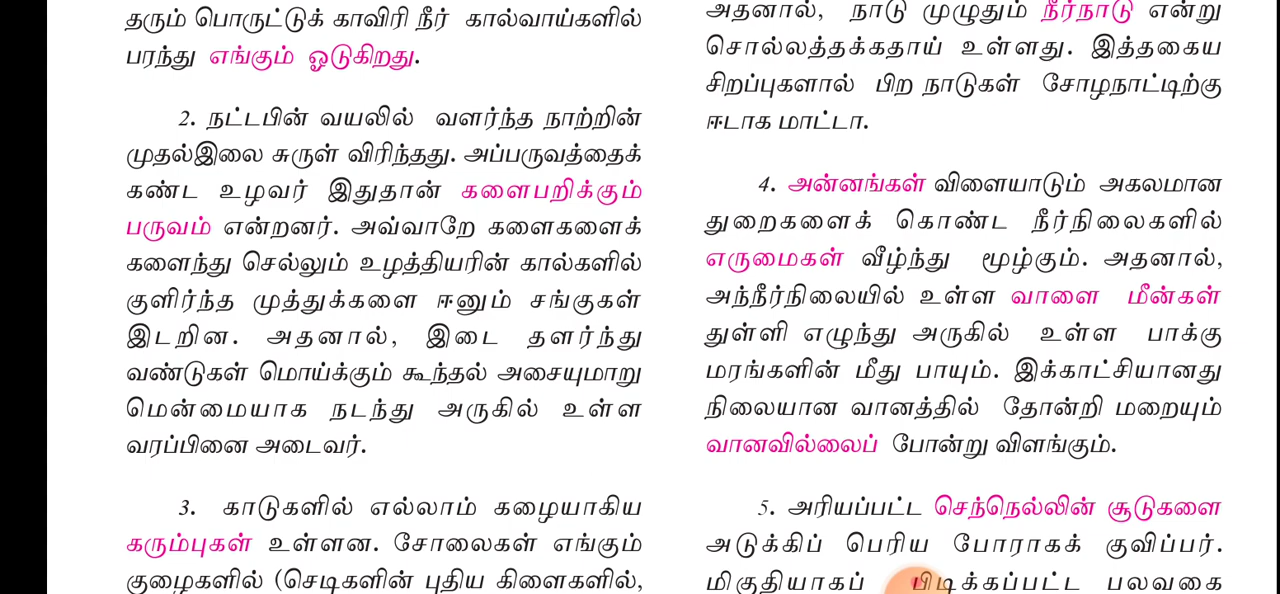 தரும் பொருட்டுக் காவிரி நீர் கால்வாய்களில்
பரந்து எங்கும் ஓடுகிறது.
2. நட்டபின் வயலில் வளர்ந்த நாற்றின்
முதல்இலை சுருள் விரிந்தது. அப்பருவத்தைக்
கண்ட உழவர் இதுதான் களைபறிக்கும்
பருவம் என்றனர். அவ்வாறே களைகளைக்
களைந்து செல்லும் உழத்தியரின் கால்களில்
குளிர்ந்த முத்துக்களை ஈனும் சங்குகள்
இடறின. அதனால், இடை தளர்ந்து
வண்டுகள் மொய்க்கும் கூந்தல் அசையுமாறு
மென்மையாக நடந்து அருகில் உள்ள
வரப்பினை அடைவர்.
3. காடுகளில் எல்லாம் கழையாகிய
கரும்புகள் உள்ளன. சோலைகள் எங்கும்
குழைகளில் (செடிகளின் புதிய கிளைகளில்,
அதனால், நாடு முழுதும் நீர்நாடு என்று
சொல்லத்தக்கதாய் உள்ளது. இத்தகைய
சிறப்புகளால் பிற நாடுகள் சோழநாட்டிற்கு
ஈடாக மாட்டா.
4. அன்னங்கள் விளையாடும் அகலமான
துறைகளைக் கொண்ட நீர்நிலைகளில்
எருமைகள் வீழ்ந்து மூழ்கும். அதனால்,
அந்நீர்நிலையில் உள்ள வாளை மீன்கள்
துள்ளி எழுந்து அருகில் உள்ள பாக்கு
மரங்களின் மீது பாயும். இக்காட்சியானது
நிலையான வானத்தில் தோன்றி மறையும்
வானவில்லைப் போன்று விளங்கும்.
5. அரியப்பட்ட செந்நெல்லின் சூடுகளை
அடுக்கிப் பெரிய போராகக் குவிப்பர்.
மிகுதியாகப் பிடிக்கப்பட்ட பலவகை